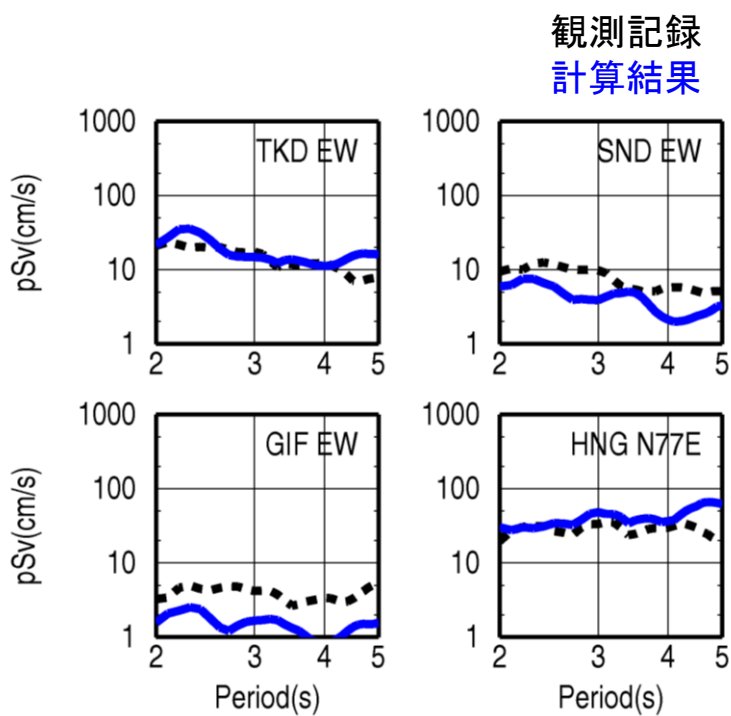 観測記録
計算結果
1000 TKD EW
100
10
1
2 3 4 5
pSv(cm/s)
1000 SND EW
100
10
1
2 3 4 5
1000 GIF EW
100
10
1
2 3 4 5
pSv(cm/s)
Period(s)
1000 HNG N77E
100
10
1
2 3 4 5
Period(s)